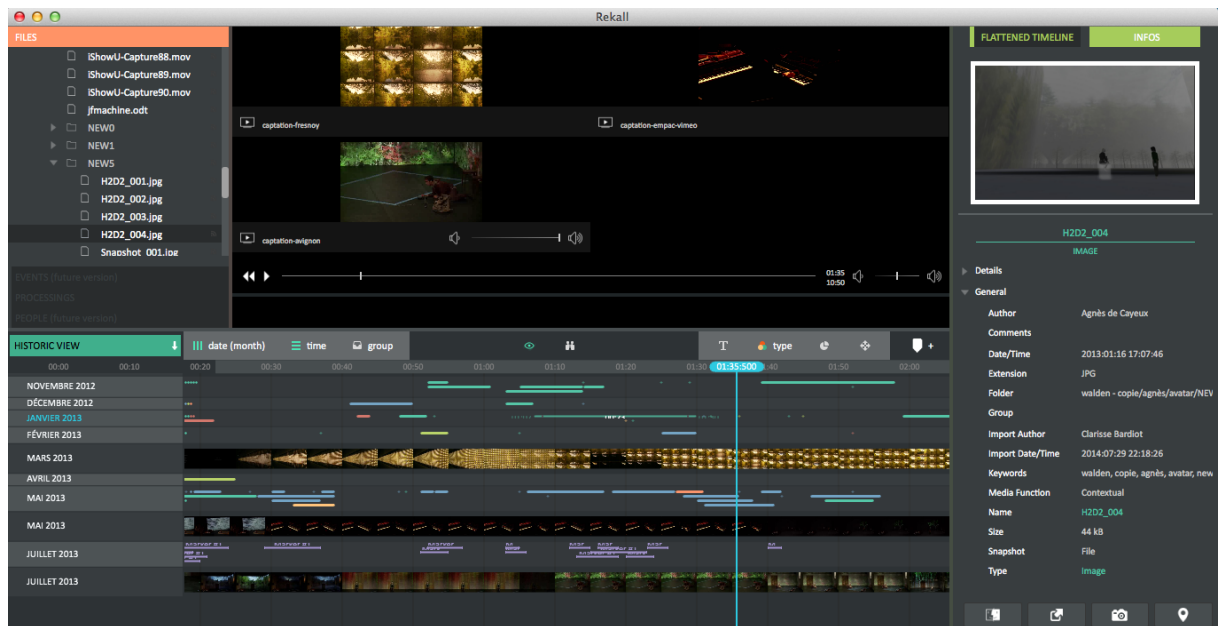 Rekall
FILES
iShowU-Capture88.mov
iShowU-Capture89.mov
iShowU-Capture90.mov
jfmachine.odt
NEW0
NEW1
NEW5
H2D2_001.jpg
H2D2_002.jpg
H2D2_003.jpg
H2D2_004.jpg
Snapshot_001.jpg
EVENTS (future version)
PROCESSINGS
PEOPLE (future version)
captation-fresnoy
captation-empac-vimeo
captation-avignon
01:35
10:50
FLATTENED TIMELINE
INFOS
H2D2_004
IMAGE
Details
General
Author Agnès de Cayeux
Comments
Date/Time 2013:01:16 17:07:46
Extension JPG
Folder walden - copie/agnès/avatar/NEW
Group
Import Author Clarisse Bardiot
Import Date/Time 2014:07:29 22:18:26
Keywords walden, copie, agnès, avatar, new
Media Function Contextual
Name H2D2_004
Size 44 kB
Snapshot File
Type Image
HISTORIC VIEW
date (month) time group T type +
00:00 00:10 00:20 00:30 00:40 00:50 01:00 01:10 01:20 01:30 01:35:500 :40 01:50 02:00
NOVEMBRE 2012
DÉCEMBRE 2012
JANVIER 2013
FÉVRIER 2013
MARS 2013
AVRIL 2013
MAI 2013
MAI 2013
JUILLET 2013
JUILLET 2013